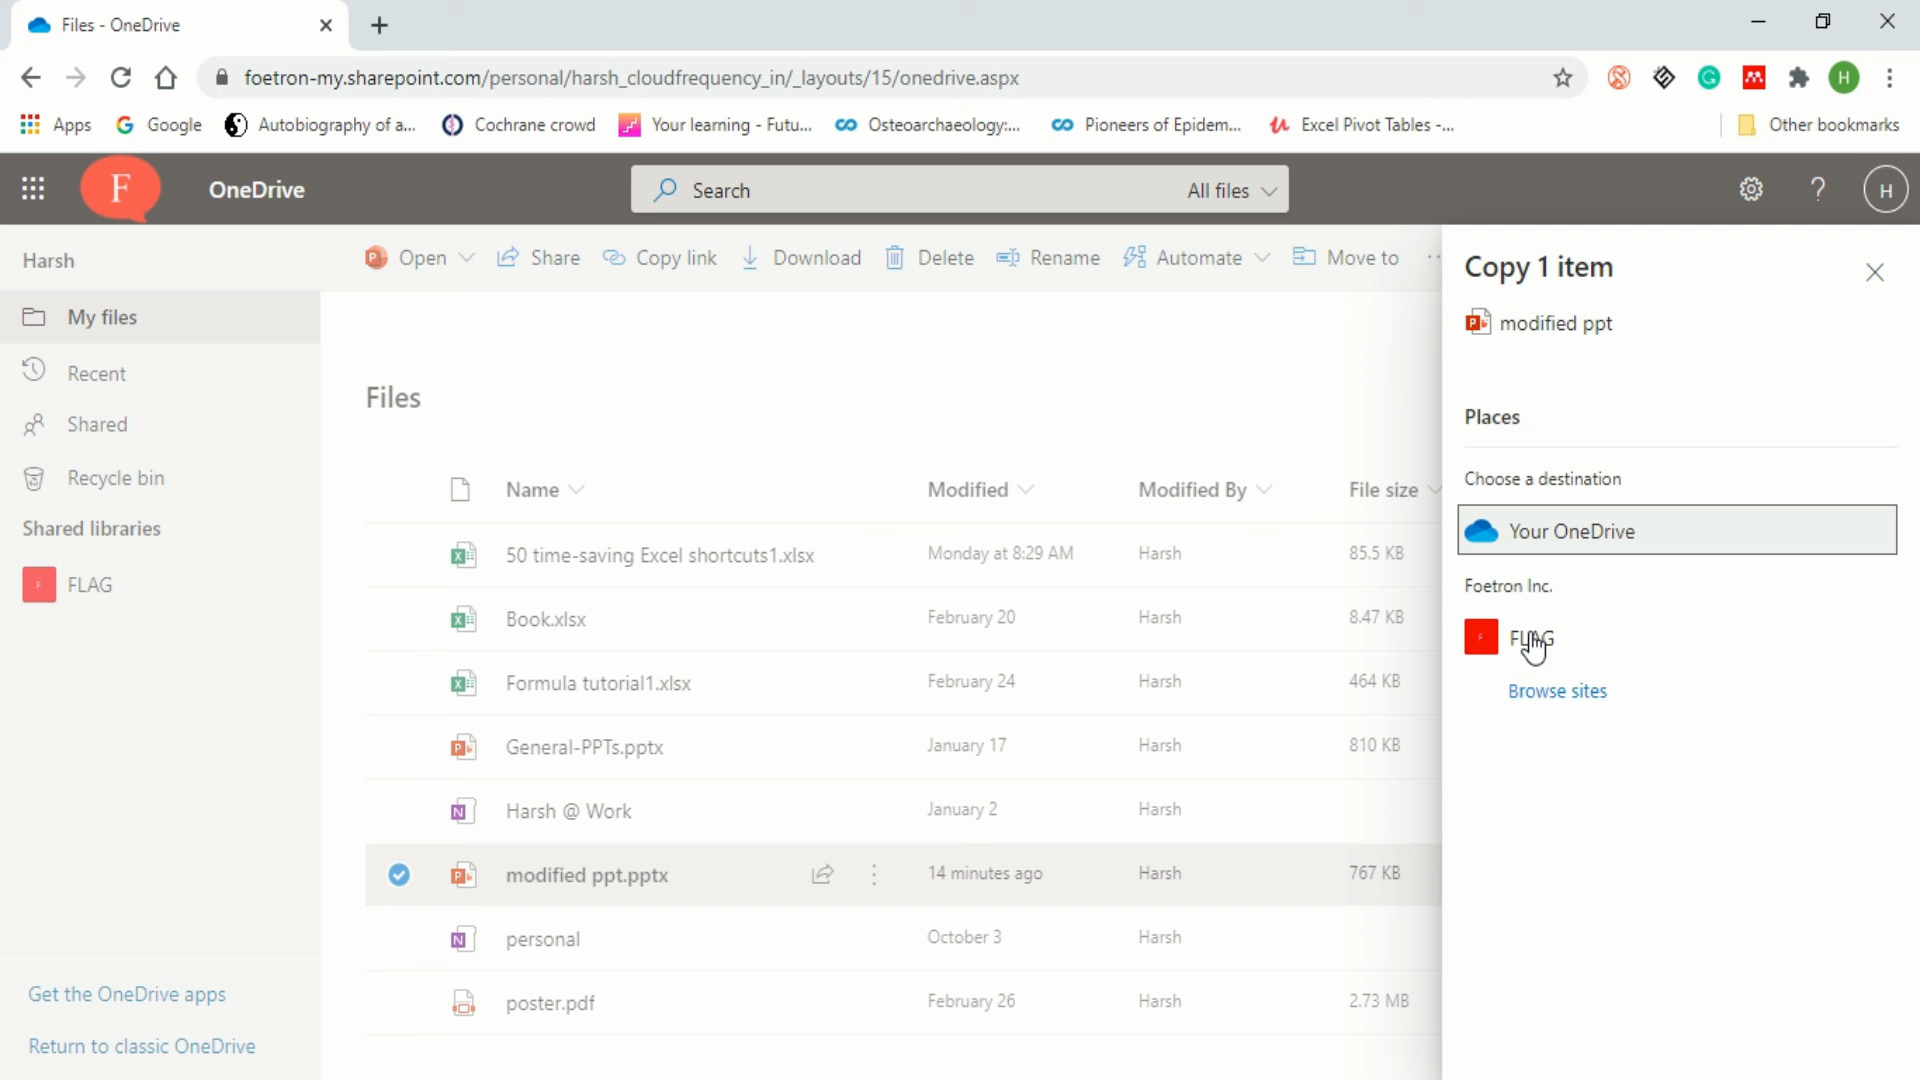 Files - OneDrive
foetron-my.sharepoint.com/personal/harsh_cloudfrequency_in/_layouts/15/onedrive.aspx
H
Apps
Google
Autobiography of a...
Cochrane crowd
Your learning - Futu...
Osteoarchaeology:...
Pioneers of Epidem...
Excel Pivot Tables -...
Other bookmarks
F
OneDrive
Search
All files
?
H
Harsh
Open
Share
Copy link
Download
Delete
Rename
Automate
Move to
My files
Recent
Shared
Recycle bin
Shared libraries
F FLAG
Get the OneDrive apps
Return to classic OneDrive
Files
Name Modified Modified By File size
50 time-saving Excel shortcuts1.xlsx Monday at 8:29 AM Harsh 85.5 KB
Book.xlsx February 20 Harsh 8.47 KB
Formula tutorial1.xlsx February 24 Harsh 464 KB
General-PPTs.pptx January 17 Harsh 810 KB
Harsh @ Work January 2 Harsh
modified ppt.pptx 14 minutes ago Harsh 767 KB
personal October 3 Harsh
poster.pdf February 26 Harsh 2.73 MB
Copy 1 item
modified ppt
Places
Choose a destination
Your OneDrive
Foetron Inc.
F FLAG
Browse sites